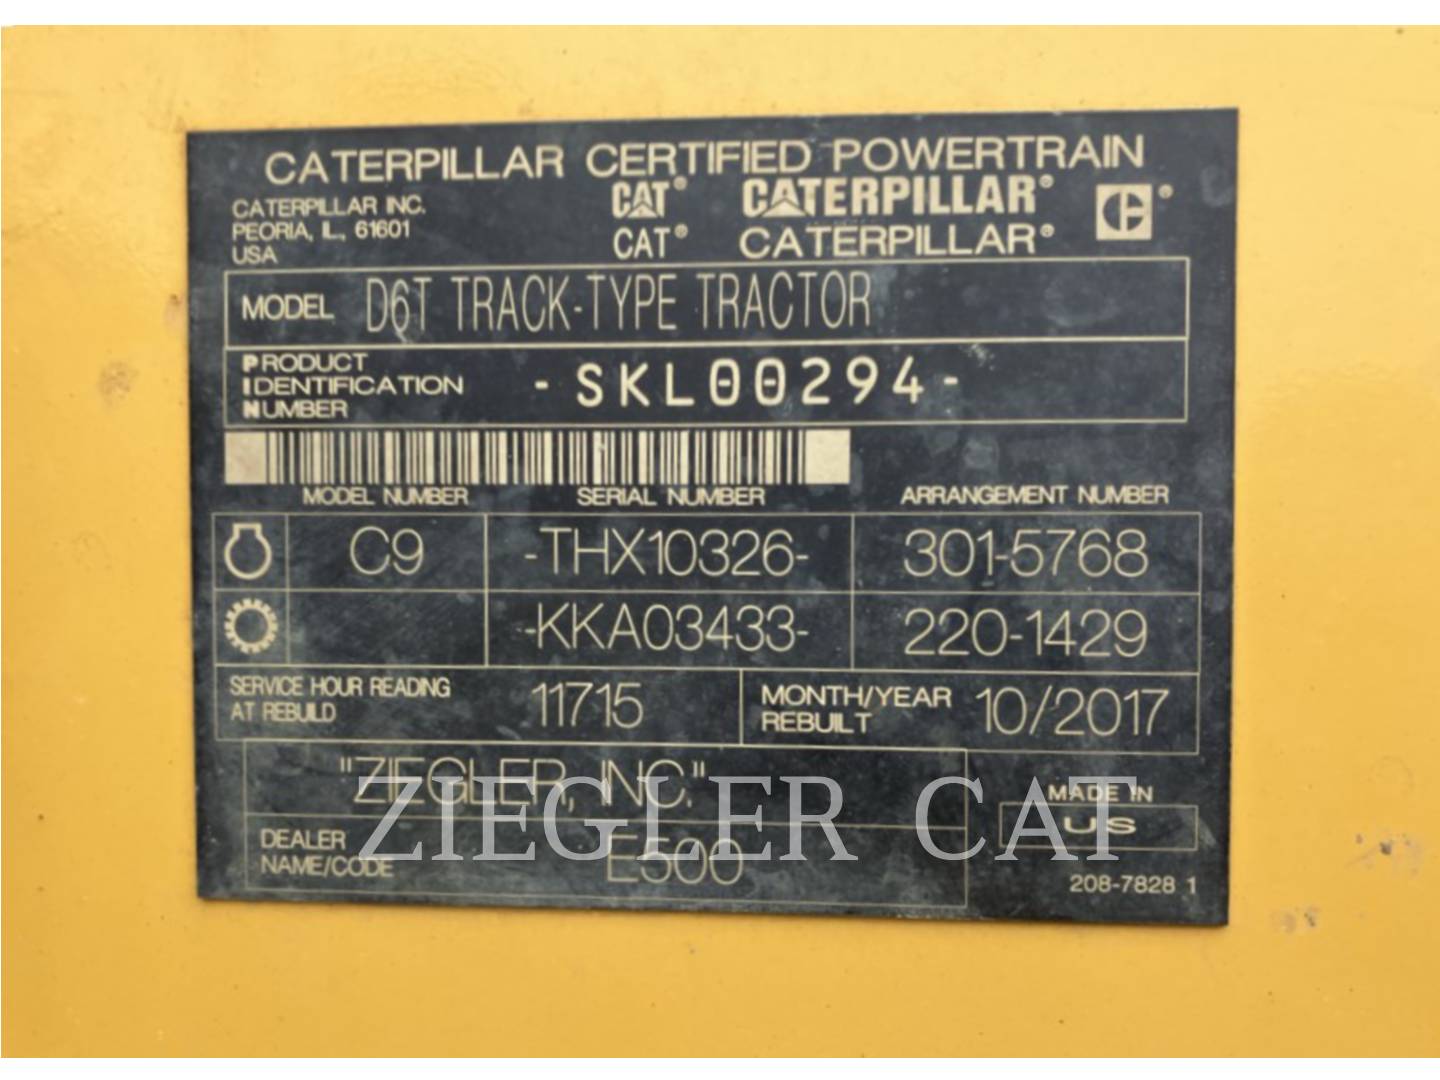 CATERPILLAR CERTIFIED POWERTRAIN
CATERPILLAR INC.
PEORIA, IL, 61601
USA
CAT® CATERPILLAR® CE®
CAT® CATERPILLAR®
MODEL D6T TRACK-TYPE TRACTOR
PRODUCT
IDENTIFICATION
NUMBER
-SKL00294-
MODEL NUMBER SERIAL NUMBER ARRANGEMENT NUMBER
C9 -THX10326- 301-5768
-KKA03433- 220-1429
SERVICE HOUR READING
AT REBUILD
11715
MONTH/YEAR
REBUILT
10/2017
"ZIEGLER, INC."
DEALER
NAME/CODE
E500
MADE IN
US
208-7828 1
ZIEGLER CAT